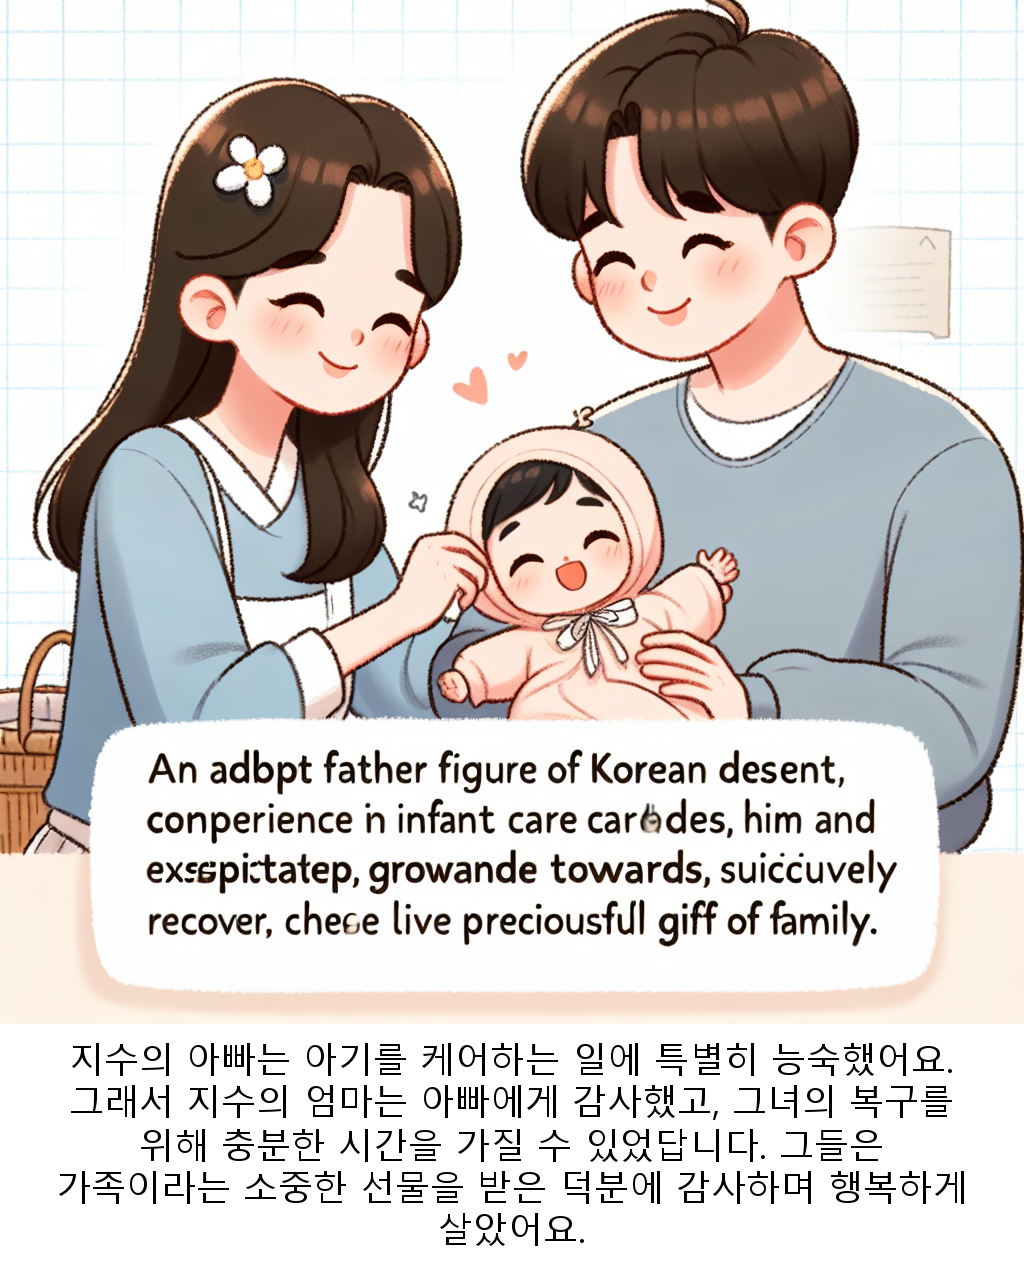 An adbpt father figure of Korean desent,
conperience in infant care des, him and
growande towards,
recover, live preciousfull giff of family.
지수의 아빠는 아기를 케어하는 일에 특별히 능숙했어요.
그래서 지수의 엄마는 아빠에게 감사했고, 그녀의 복구를
위해 충분한 시간을 가질 수 있었답니다. 그들은
가족이라는 소중한 선물을 받은 덕분에 감사하며 행복하게
살았어요.